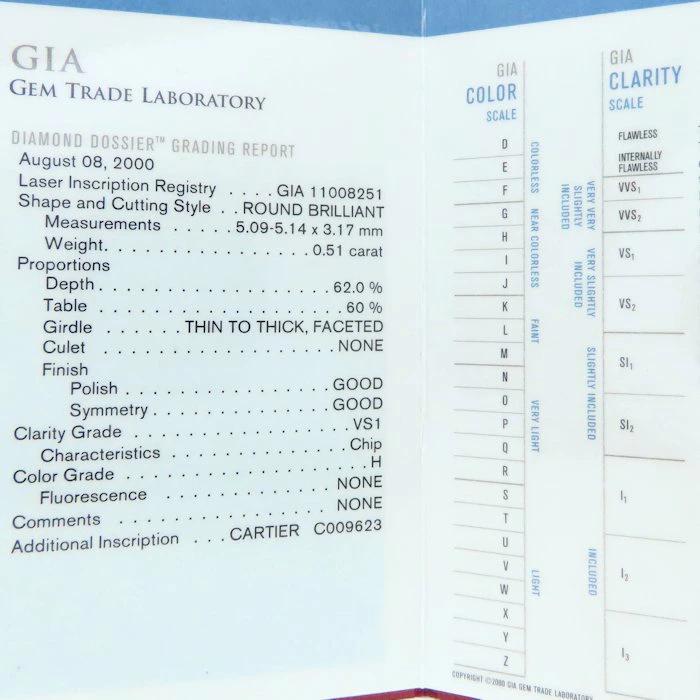 GIA
GEM TRADE LABORATORY
DIAMOND DOSSIER™ GRADING REPORT
August 08, 2000
Laser Inscription Registry . . . . GIA 11008251
Shape and Cutting Style . . ROUND BRILLIANT
Measurements . . . . . . . 5.09-5.14 x 3.17 mm
Weight. . . . . . . . . . . . . . . . . 0.51 carat
Proportions
Depth. . . . . . . . . . . . . . . . . . . . 62.0 %
Table . . . . . . . . . . . . . . . . . . . . 60 %
Girdle . . . . . . . THIN TO THICK, FACETED
Culet . . . . . . . . . . . . . . . . . . . . NONE
Finish
Polish . . . . . . . . . . . . . . . . . . GOOD
Symmetry . . . . . . . . . . . . . . . GOOD
Clarity Grade . . . . . . . . . . . . . . . . . . VS1
Characteristics . . . . . . . . . . . . . . . . Chip
Color Grade . . . . . . . . . . . . . . . . . . . . . H
Fluorescence . . . . . . . . . . . . . . NONE
Comments . . . . . . . . . . . . . . . . . NONE
Additional Inscription . . . CARTIER C009623
GIA
COLOR
SCALE
D
E
F
G
H
I
J
K
L
M
N
O
P
Q
R
S
T
U
V
W
X
Y
Z
COLORLESS
NEAR COLORLESS
FAINT
VERY LIGHT
LIGHT
COPYRIGHT ©2000 GIA GEM TRADE LABORATORY
GIA
CLARITY
SCALE
FLAWLESS
INTERNALLY
FLAWLESS
VVS₁
VVS₂
VS₁
VS₂
SI₁
SI₂
I₁
I₂
I₃
VERY VERY
SLIGHTLY
INCLUDED
VERY SLIGHTLY
INCLUDED
SLIGHTLY INCLUDED
INCLUDED